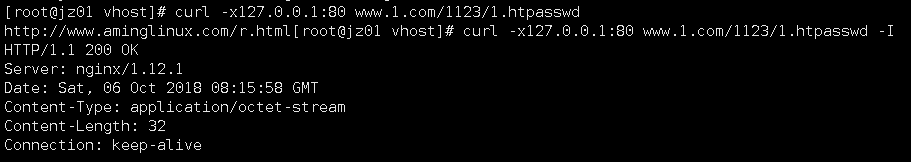 [root@jz01 vhost]# curl -x127.0.0.1:80 www.1.com/1123/1.htpasswd
http://www.aminglinux.com/r.html[root@jz01 vhost]# curl -x127.0.0.1:80 www.1.com/1123/1.htpasswd -I
HTTP/1.1 200 OK
Server: nginx/1.12.1
Date: Sat, 06 Oct 2018 08:15:58 GMT
Content-Type: application/octet-stream
Content-Length: 32
Connection: keep-alive